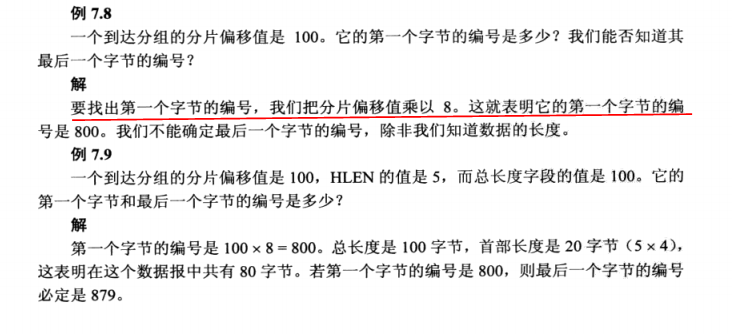 例 7.8
一个到达分组的分片偏移值是 100。它的第一个字节的编号是多少？我们能否知道其
最后一个字节的编号？
解
要找出第一个字节的编号，我们把分片偏移值乘以 8。这就表明它的第一个字节的编
号是 800。我们不能确定最后一个字节的编号，除非我们知道数据的长度。
例 7.9
一个到达分组的分片偏移值是 100，HLEN 的值是 5，而总长度字段的值是 100。它的
第一个字节和最后一个字节的编号是多少？
解
第一个字节的编号是 100 × 8 = 800。总长度是 100 字节，首部长度是 20 字节（5 × 4），
这表明在这个数据报中共有 80 字节。若第一个字节的编号是 800，则最后一个字节的编号
必定是 879。